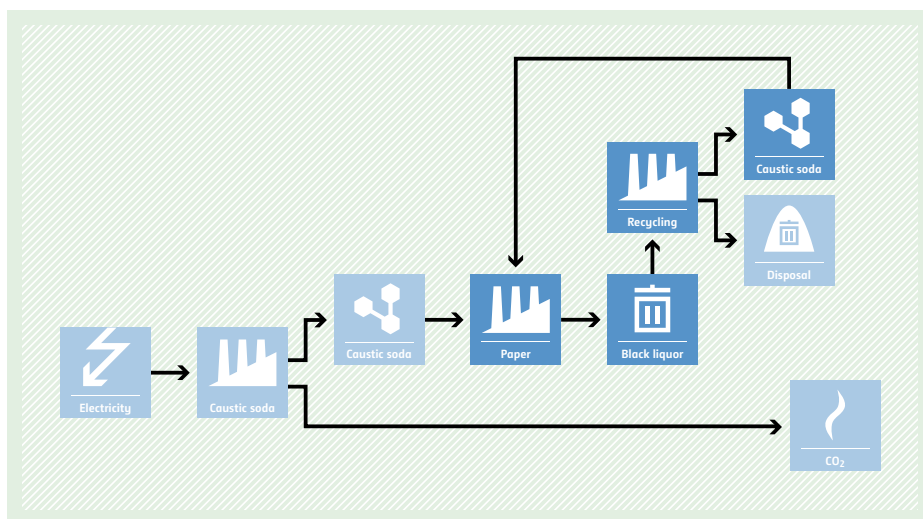 Caustic soda
Recycling
Disposal
Caustic soda
Paper
Black liquor
Electricity
Caustic soda
CO₂